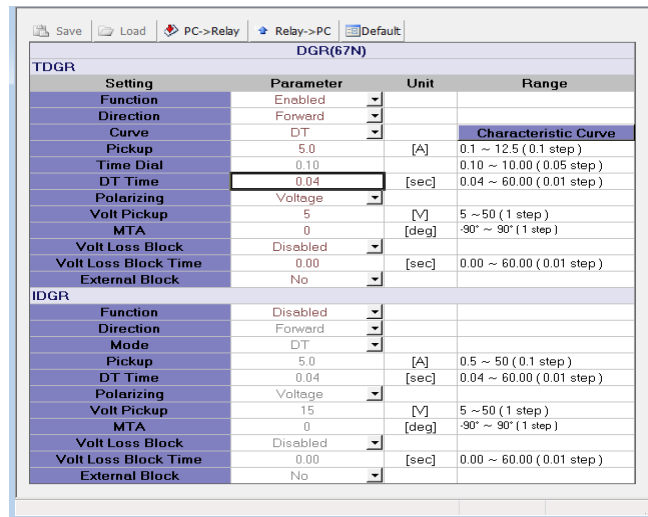 Save Load PC->Relay Relay->PC Default
DGR(67N)
TDGR
Setting Parameter Unit Range
Function Enabled
Direction Forward
Curve DT Characteristic Curve
Pickup 5.0 [A] 0.1 ~ 12.5 ( 0.1 step )
Time Dial 0.10 0.10 ~ 10.00 ( 0.05 step )
DT Time 0.04 [sec] 0.04 ~ 60.00 ( 0.01 step )
Polarizing Voltage
Volt Pickup 5 [V] 5 ~50 ( 1 step )
MTA 0 [deg] -90° ~ 90° ( 1 step )
Volt Loss Block Disabled
Volt Loss Block Time 0.00 [sec] 0.00 ~ 60.00 ( 0.01 step )
External Block No
IDGR
Function Disabled
Direction Forward
Mode DT
Pickup 5.0 [A] 0.5 ~ 50 ( 0.1 step )
DT Time 0.04 [sec] 0.04 ~ 60.00 ( 0.01 step )
Polarizing Voltage
Volt Pickup 15 [V] 5 ~50 ( 1 step )
MTA 0 [deg] -90° ~ 90° ( 1 step )
Volt Loss Block Disabled
Volt Loss Block Time 0.00 [sec] 0.00 ~ 60.00 ( 0.01 step )
External Block No